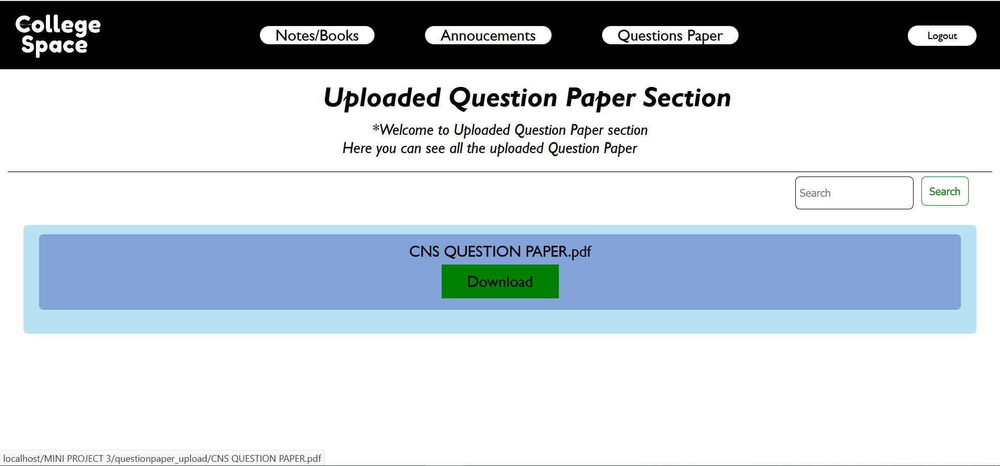 College
Space
Notes/Books
Annoucements
Questions Paper
Logout
Uploaded Question Paper Section
*Welcome to Uploaded Question Paper section
Here you can see all the uploaded Question Paper
Search
Search
CNS QUESTION PAPER.pdf
Download
localhost/MINI PROJECT 3/questionpaper_upload/CNS QUESTION PAPER.pdf